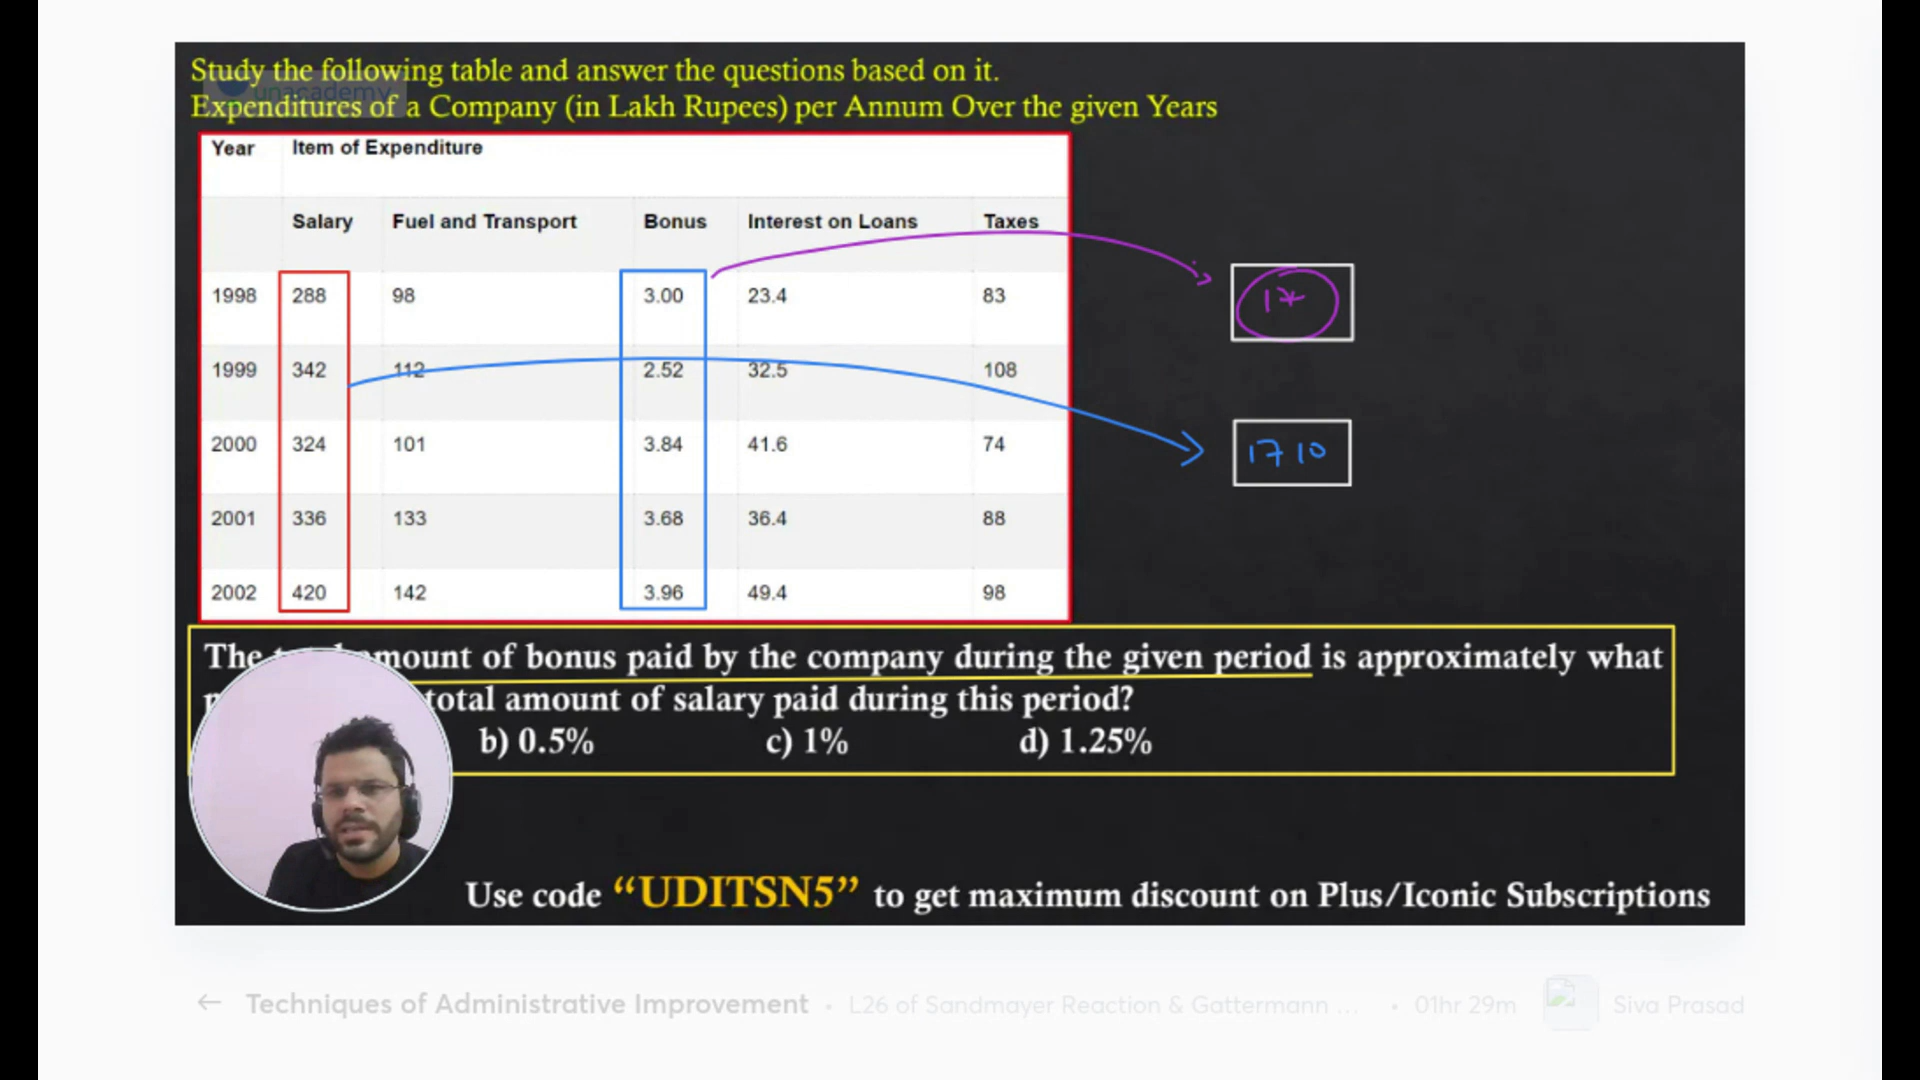 Study the following table and answer the questions based on it.
unacademy
Expenditures of a Company (in Lakh Rupees) per Annum Over the given Years
Year Item of Expenditure
Salary Fuel and Transport Bonus Interest on Loans Taxes
1998 288 98 3.00 23.4 83
1999 342 112 2.52 32.5 108
2000 324 101 3.84 41.6 74
2001 336 133 3.68 36.4 88
2002 420 142 3.96 49.4 98
17
1710
The amount of bonus paid by the company during the given period is approximately what
total amount of salary paid during this period?
b) 0.5% c) 1% d) 1.25%
Use code “UDITSN5” to get maximum discount on Plus/Iconic Subscriptions
← Techniques of Administrative Improvement • L26 of Sandmayer Reaction & Gattermann ... • 01hr 29m Siva Prasad